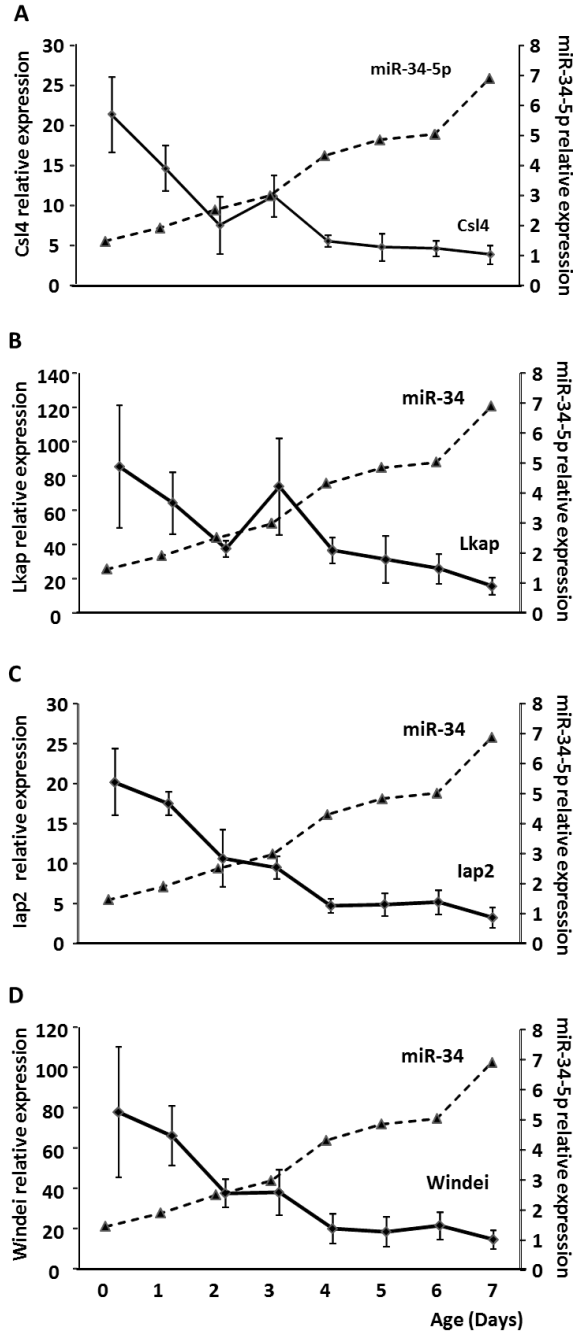 A
Csl4 relative expression
30
25
20
15
10
5
0
miR-34-5p
Csl4
8
7
6
5
4
3
2
1
0
miR-34-5p relative expression
B
Lkap relative expression
140
120
100
80
60
40
20
0
miR-34
Lkap
8
7
6
5
4
3
2
1
0
miR-34-5p relative expression
C
Iap2 relative expression
30
25
20
15
10
5
0
miR-34
Iap2
8
7
6
5
4
3
2
1
0
miR-34-5p relative expression
D
Windei relative expression
120
100
80
60
40
20
0
miR-34
Windei
8
7
6
5
4
3
2
1
0
miR-34-5p relative expression
0 1 2 3 4 5 6 7
Age (Days)